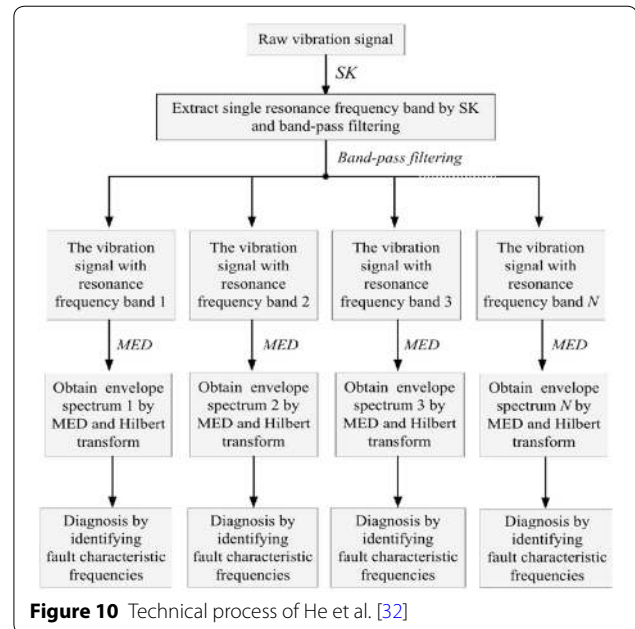 Raw vibration signal
SK
Extract single resonance frequency band by SK
and band-pass filtering
Band-pass filtering
The vibration
signal with
resonance
frequency band 1
The vibration
signal with
resonance
frequency band 2
The vibration
signal with
resonance
frequency band 3
The vibration
signal with
resonance
frequency band N
MED
MED
MED
MED
Obtain envelope
spectrum 1 by
MED and Hilbert
transform
Obtain envelope
spectrum 2 by
MED and Hilbert
transform
Obtain envelope
spectrum 3 by
MED and Hilbert
transform
Obtain envelope
spectrum N by
MED and Hilbert
transform
Diagnosis by
identifying
fault characteristic
frequencies
Diagnosis by
identifying
fault characteristic
frequencies
Diagnosis by
identifying
fault characteristic
frequencies
Diagnosis by
identifying
fault characteristic
frequencies
Figure 10 Technical process of He et al. [32]